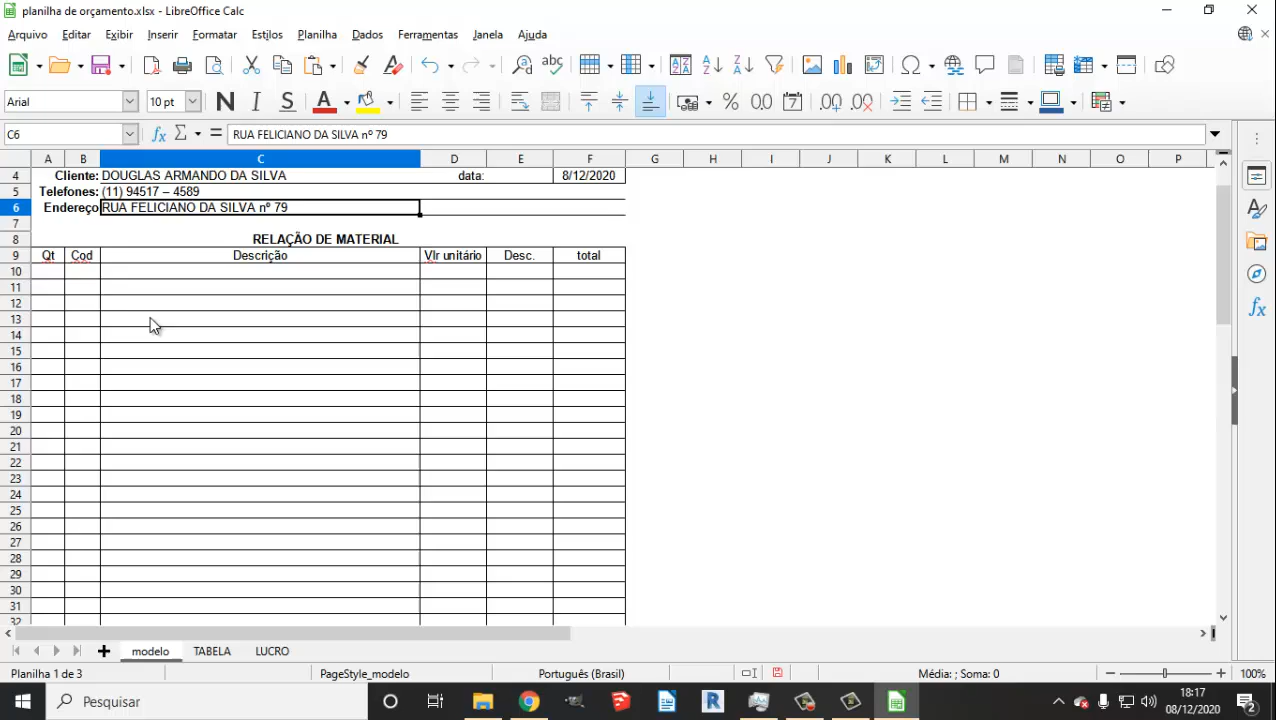 planilha de orçamento.xlsx - LibreOffice Calc
Arquivo Editar Exibir Inserir Formatar Estilos Planilha Dados Ferramentas Janela Ajuda
Arial 10 pt
C6 RUA FELICIANO DA SILVA nº 79
A B C D E F G H I J K L M N O P
4 Cliente: DOUGLAS ARMANDO DA SILVA data: 8/12/2020
5 Telefones: (11) 94517 – 4589
6 Endereço RUA FELICIANO DA SILVA nº 79
7
8 RELAÇÃO DE MATERIAL
9 Qt Cod Descrição Vlr unitário Desc. total
10
11
12
13
14
15
16
17
18
19
20
21
22
23
24
25
26
27
28
29
30
31
32
modelo TABELA LUCRO
Planilha 1 de 3 PageStyle_modelo Português (Brasil) Média: ; Soma: 0 100%
Pesquisar 18:17
08/12/2020 2